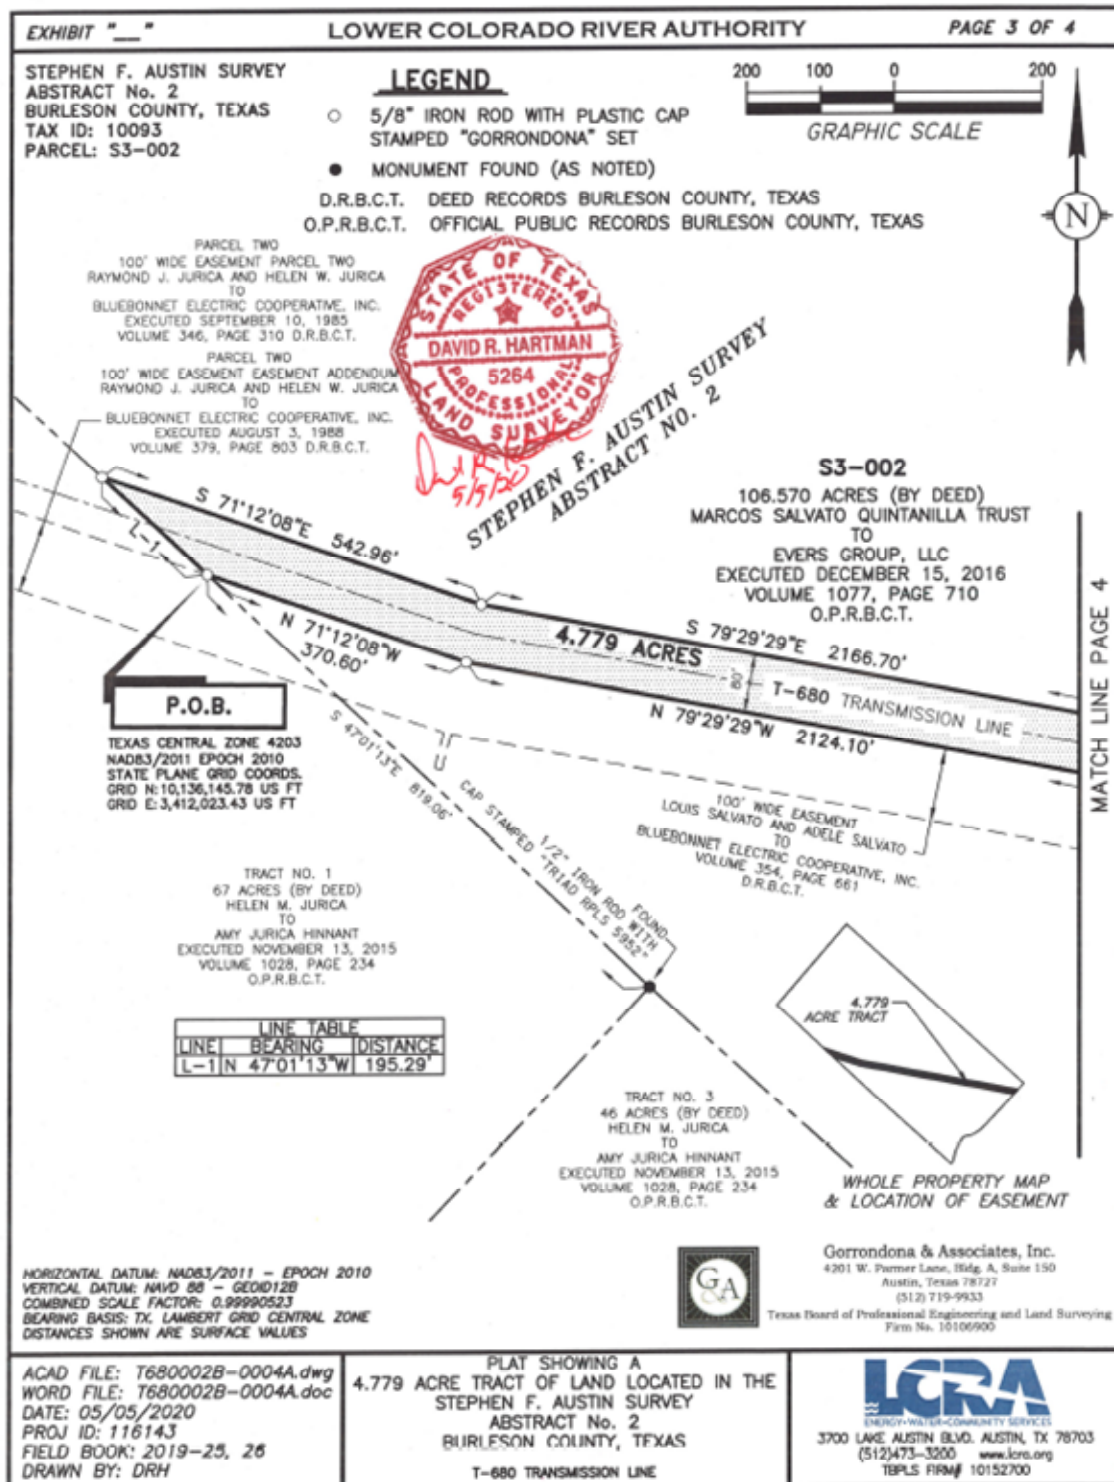 EXHIBIT "__"
LOWER COLORADO RIVER AUTHORITY
PAGE 3 OF 4
STEPHEN F. AUSTIN SURVEY
ABSTRACT No. 2
BURLESON COUNTY, TEXAS
TAX ID: 10093
PARCEL: S3-002
LEGEND
5/8" IRON ROD WITH PLASTIC CAP
STAMPED "GORRONDONA" SET
MONUMENT FOUND (AS NOTED)
D.R.B.C.T. DEED RECORDS BURLESON COUNTY, TEXAS
O.P.R.B.C.T. OFFICIAL PUBLIC RECORDS BURLESON COUNTY, TEXAS
200 100 0 200
GRAPHIC SCALE
N
PARCEL TWO
100' WIDE EASEMENT PARCEL TWO
RAYMOND J. JURICA AND HELEN W. JURICA
TO
BLUEBONNET ELECTRIC COOPERATIVE, INC.
EXECUTED SEPTEMBER 10, 1985
VOLUME 346, PAGE 310 D.R.B.C.T.
PARCEL TWO
100' WIDE EASEMENT EASEMENT ADDENDUM
RAYMOND J. JURICA AND HELEN W. JURICA
TO
BLUEBONNET ELECTRIC COOPERATIVE, INC.
EXECUTED AUGUST 3, 1988
VOLUME 379, PAGE 803 D.R.B.C.T.
STATE OF TEXAS
REGISTERED
DAVID R. HARTMAN
5264
PROFESSIONAL
LAND SURVEYOR
5/5/20
STEPHEN F. AUSTIN SURVEY
ABSTRACT NO. 2
S3-002
106.570 ACRES (BY DEED)
MARCOS SALVATO QUINTANILLA TRUST
TO
EVERS GROUP, LLC
EXECUTED DECEMBER 15, 2016
VOLUME 1077, PAGE 710
O.P.R.B.C.T.
MATCH LINE PAGE 4
S 71°12'08"E 542.96'
L-1
N 71°12'08"W
370.60'
4.779 ACRES
S 79°29'29"E 2166.70'
80'
T-680 TRANSMISSION LINE
N 79°29'29"W 2124.10'
P.O.B.
TEXAS CENTRAL ZONE 4203
NAD83/2011 EPOCH 2010
STATE PLANE GRID COORDS.
GRID N: 10,136,145.78 US FT
GRID E: 3,412,023.43 US FT
S 47°01'13"E
819.06'
1/2" IRON ROD FOUND WITH
CAP STAMPED "TRIAD RPLS 5952"
100' WIDE EASEMENT
LOUIS SALVATO AND ADELE SALVATO
TO
BLUEBONNET ELECTRIC COOPERATIVE, INC.
VOLUME 354, PAGE 661
D.R.B.C.T.
TRACT NO. 1
67 ACRES (BY DEED)
HELEN M. JURICA
TO
AMY JURICA HINNANT
EXECUTED NOVEMBER 13, 2015
VOLUME 1028, PAGE 234
O.P.R.B.C.T.
LINE TABLE
LINE BEARING DISTANCE
L-1 N 47°01'13"W 195.29'
TRACT NO. 3
46 ACRES (BY DEED)
HELEN M. JURICA
TO
AMY JURICA HINNANT
EXECUTED NOVEMBER 13, 2015
VOLUME 1028, PAGE 234
O.P.R.B.C.T.
4.779
ACRE TRACT
WHOLE PROPERTY MAP
& LOCATION OF EASEMENT
HORIZONTAL DATUM: NAD83/2011 - EPOCH 2010
VERTICAL DATUM: NAVD 88 - GEOID12B
COMBINED SCALE FACTOR: 0.99990523
BEARING BASIS: TX. LAMBERT GRID CENTRAL ZONE
DISTANCES SHOWN ARE SURFACE VALUES
G&A
Gorrondona & Associates, Inc.
4201 W. Parmer Lane, Bldg. A, Suite 150
Austin, Texas 78727
(512) 719-9933
Texas Board of Professional Engineering and Land Surveying
Firm No. 10106900
ACAD FILE: T680002B-0004A.dwg
WORD FILE: T680002B-0004A.doc
DATE: 05/05/2020
PROJ ID: 116143
FIELD BOOK: 2019-25, 26
DRAWN BY: DRH
PLAT SHOWING A
4.779 ACRE TRACT OF LAND LOCATED IN THE
STEPHEN F. AUSTIN SURVEY
ABSTRACT No. 2
BURLESON COUNTY, TEXAS
T-680 TRANSMISSION LINE
LCRA
ENERGY•WATER•COMMUNITY SERVICES
3700 LAKE AUSTIN BLVD. AUSTIN, TX 78703
(512)473-3200 www.lcra.org
TBPLS FIRM# 10152700